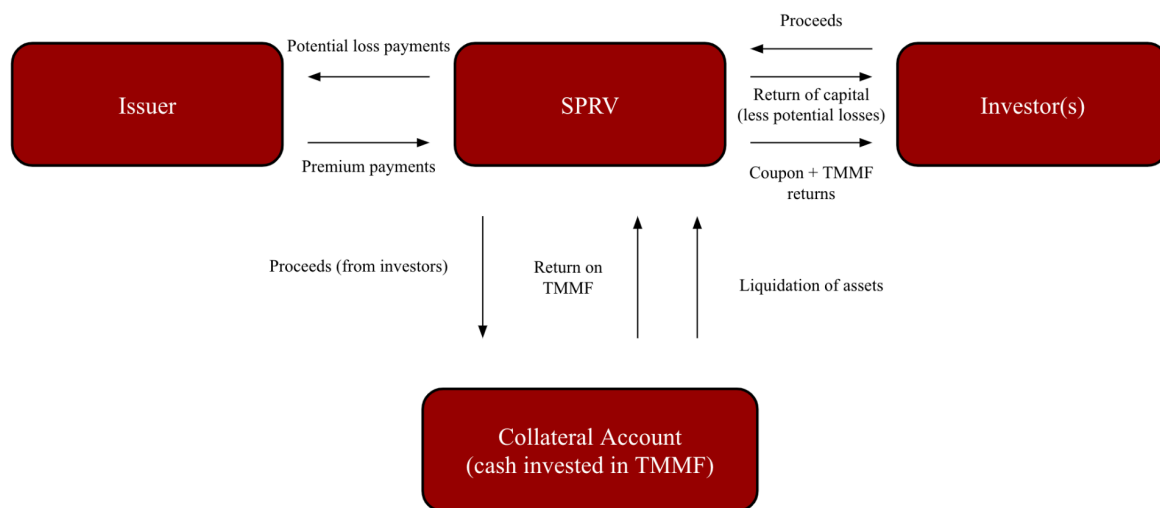 Proceeds
Potential loss payments
Issuer
SPRV
Return of capital
(less potential losses)
Investor(s)
Premium payments
Coupon + TMMF
returns
Proceeds (from investors)
Return on
TMMF
Liquidation of assets
Collateral Account
(cash invested in TMMF)